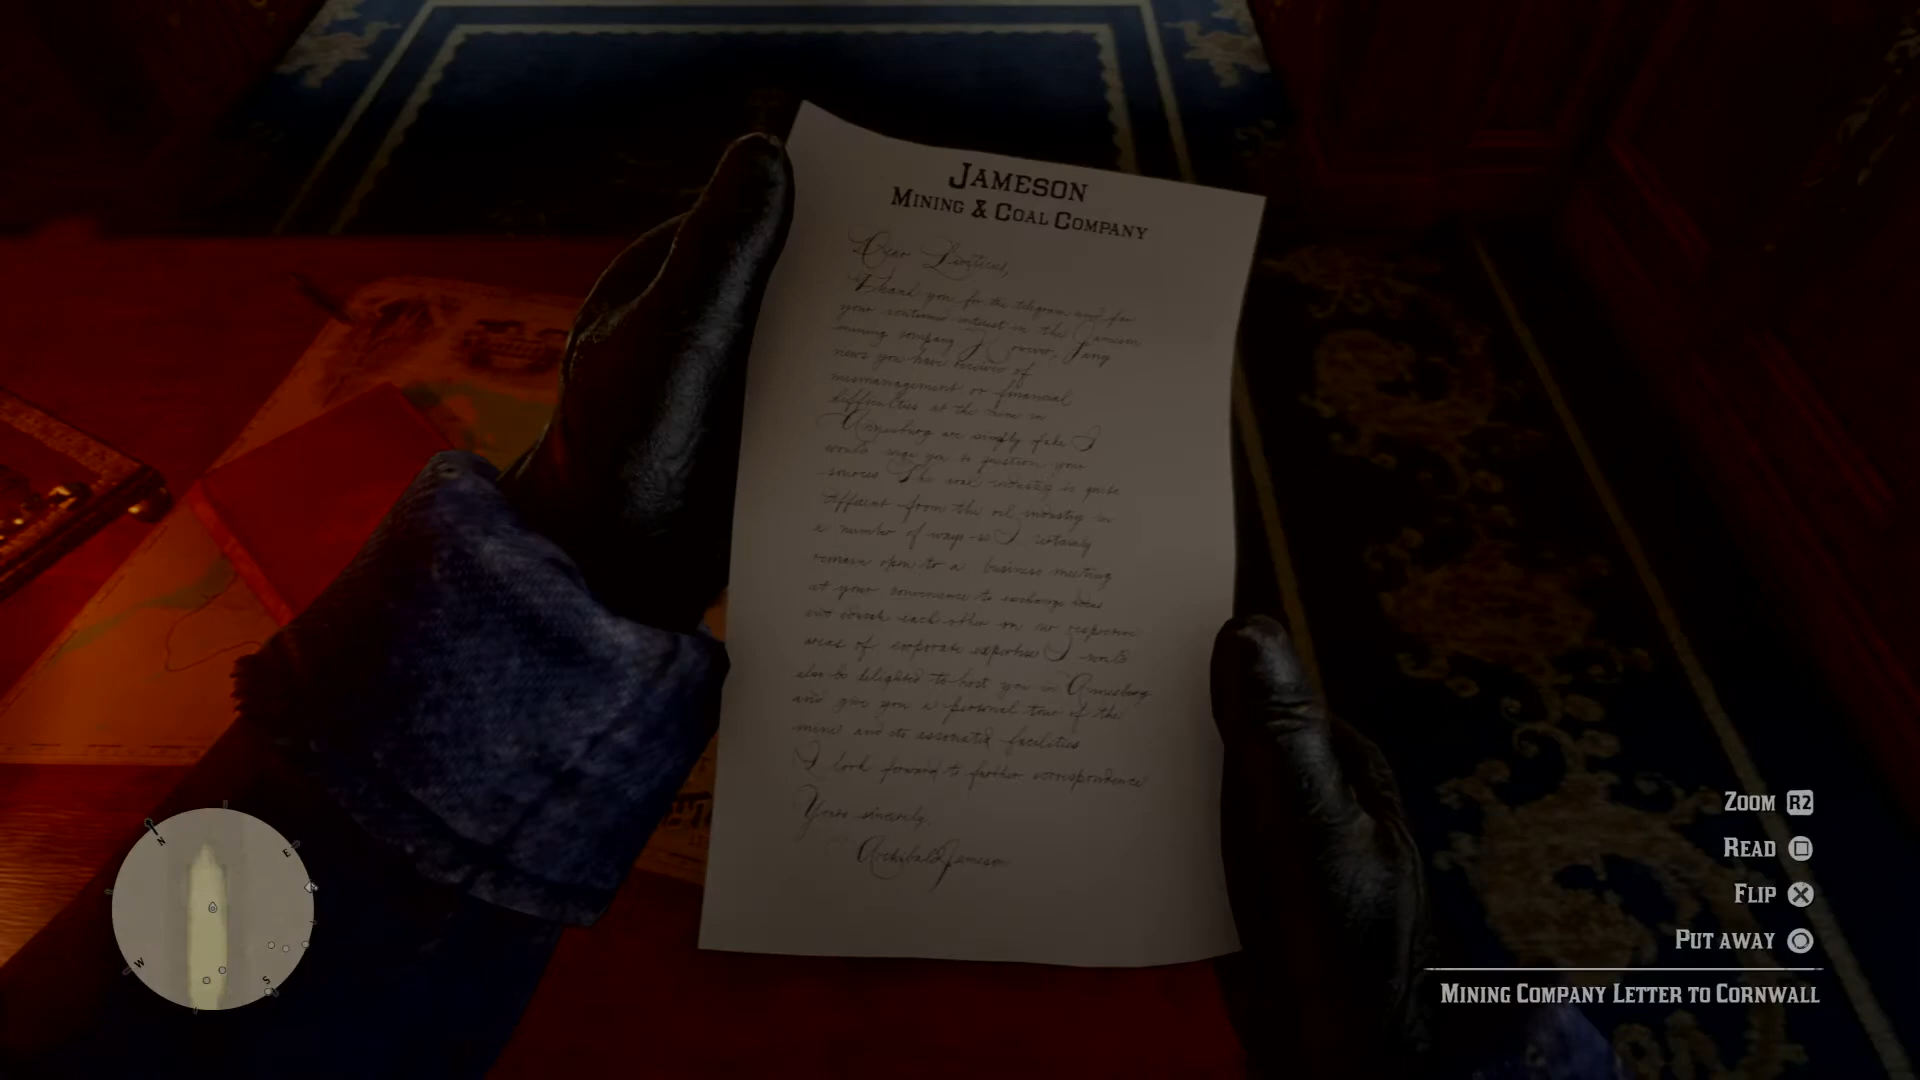 JAMESON
MINING & COAL COMPANY
Dear Leviticus,
Thank you for the telegram and for
your continued interest in the Jameson
mining company However, any
news you have received of
mismanagement or financial
difficulties at the mine in
Annesburg are simply fake I
would urge you to question your
sources The coal industry is quite
different from the oil industry in
a number of ways so I certainly
remain open to a business meeting
at your convenience to exchange ideas
and consult each other on our respective
areas of corporate expertise I would
also be delighted to host you in Annesburg
and give you a personal tour of the
mine and its associated facilities
I look forward to further correspondence
Yours sincerely,
Archibald Jameson
N
E
W
S
ZOOM R2
READ
FLIP
PUT AWAY
MINING COMPANY LETTER TO CORNWALL